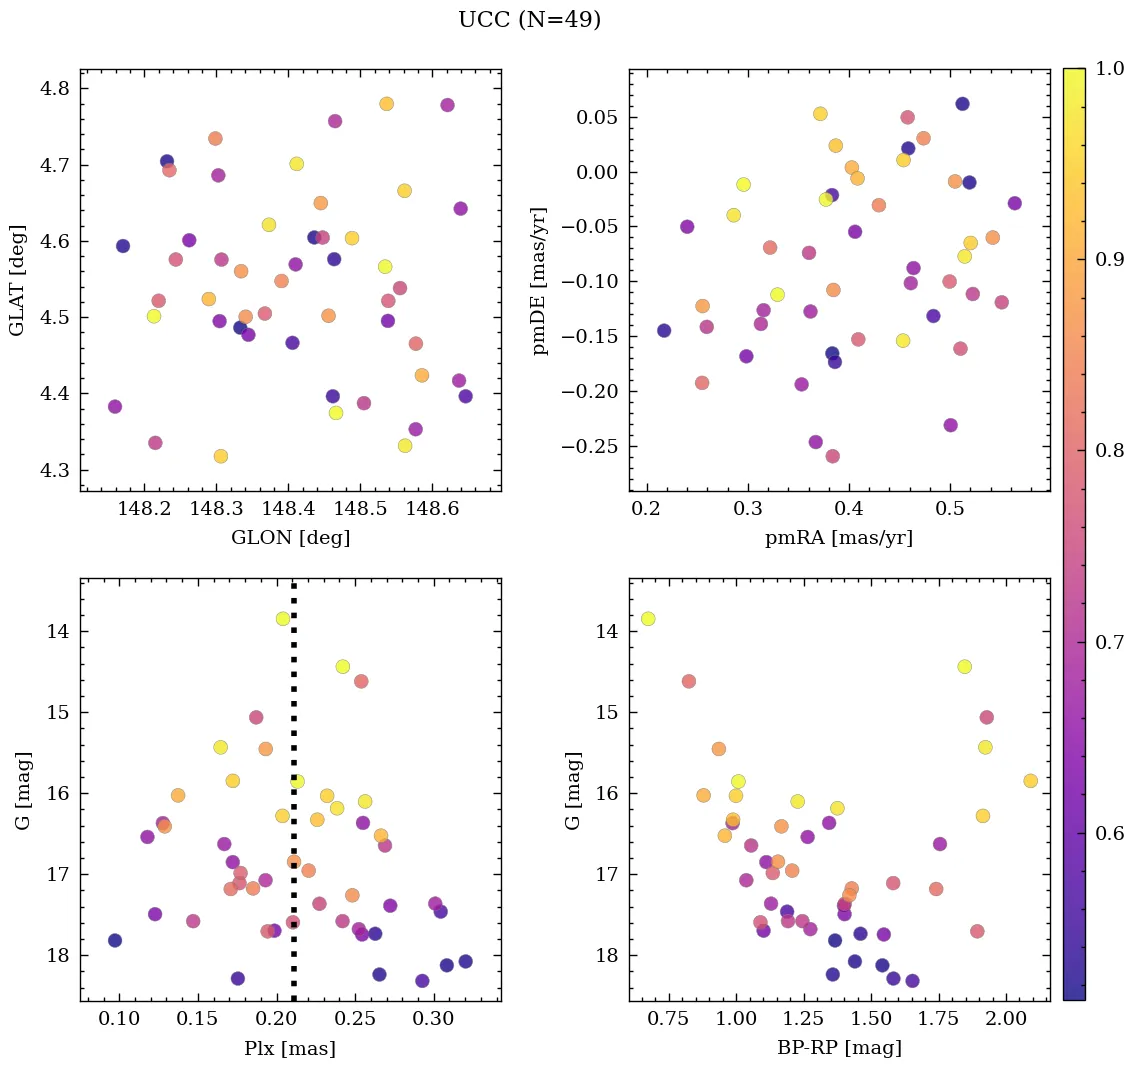 UCC (N=49)
4.8
4.7
4.6
4.5
4.4
4.3
GLAT [deg]
148.2 148.3 148.4 148.5 148.6
GLON [deg]
0.05
0.00
−0.05
−0.10
−0.15
−0.20
−0.25
pmDE [mas/yr]
0.2 0.3 0.4 0.5
pmRA [mas/yr]
1.0
0.9
0.8
0.7
0.6
14
15
16
17
18
G [mag]
0.10 0.15 0.20 0.25 0.30
Plx [mas]
14
15
16
17
18
G [mag]
0.75 1.00 1.25 1.50 1.75 2.00
BP-RP [mag]